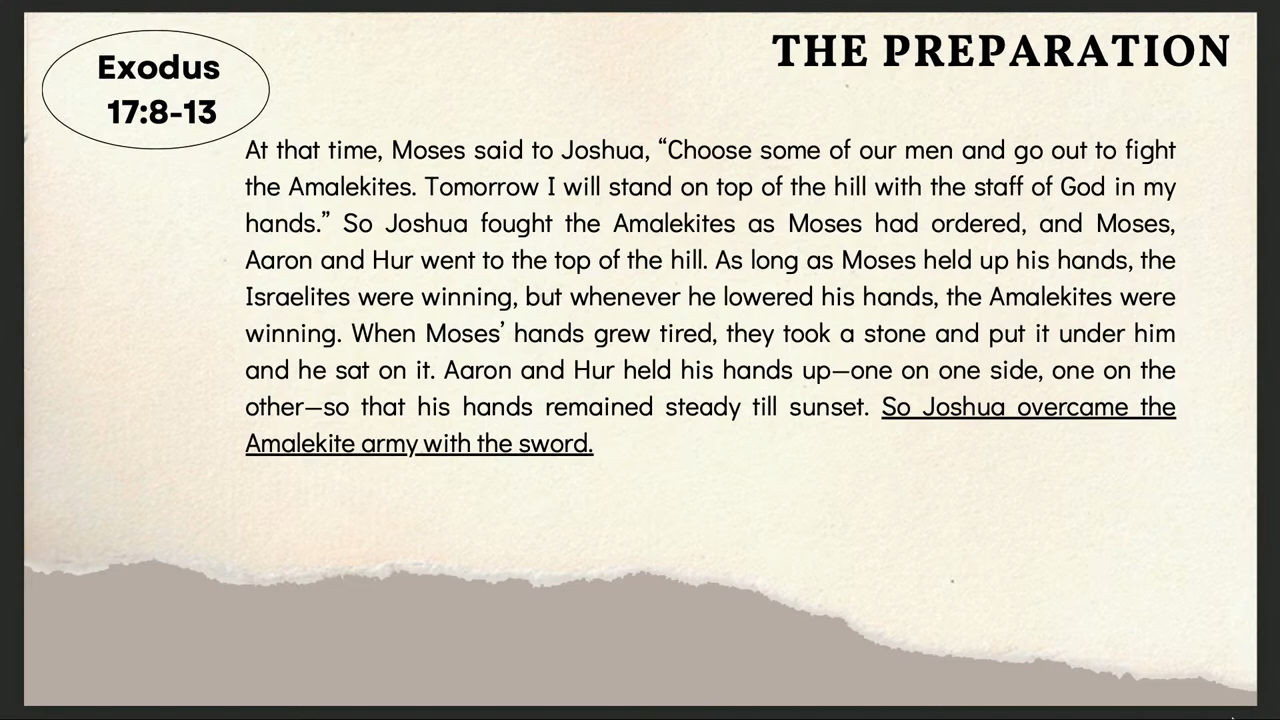 Exodus
17:8-13
THE PREPARATION
At that time, Moses said to Joshua, “Choose some of our men and go out to fight
the Amalekites. Tomorrow I will stand on top of the hill with the staff of God in my
hands.” So Joshua fought the Amalekites as Moses had ordered, and Moses,
Aaron and Hur went to the top of the hill. As long as Moses held up his hands, the
Israelites were winning, but whenever he lowered his hands, the Amalekites were
winning. When Moses’ hands grew tired, they took a stone and put it under him
and he sat on it. Aaron and Hur held his hands up—one on one side, one on the
other—so that his hands remained steady till sunset. So Joshua overcame the
Amalekite army with the sword.